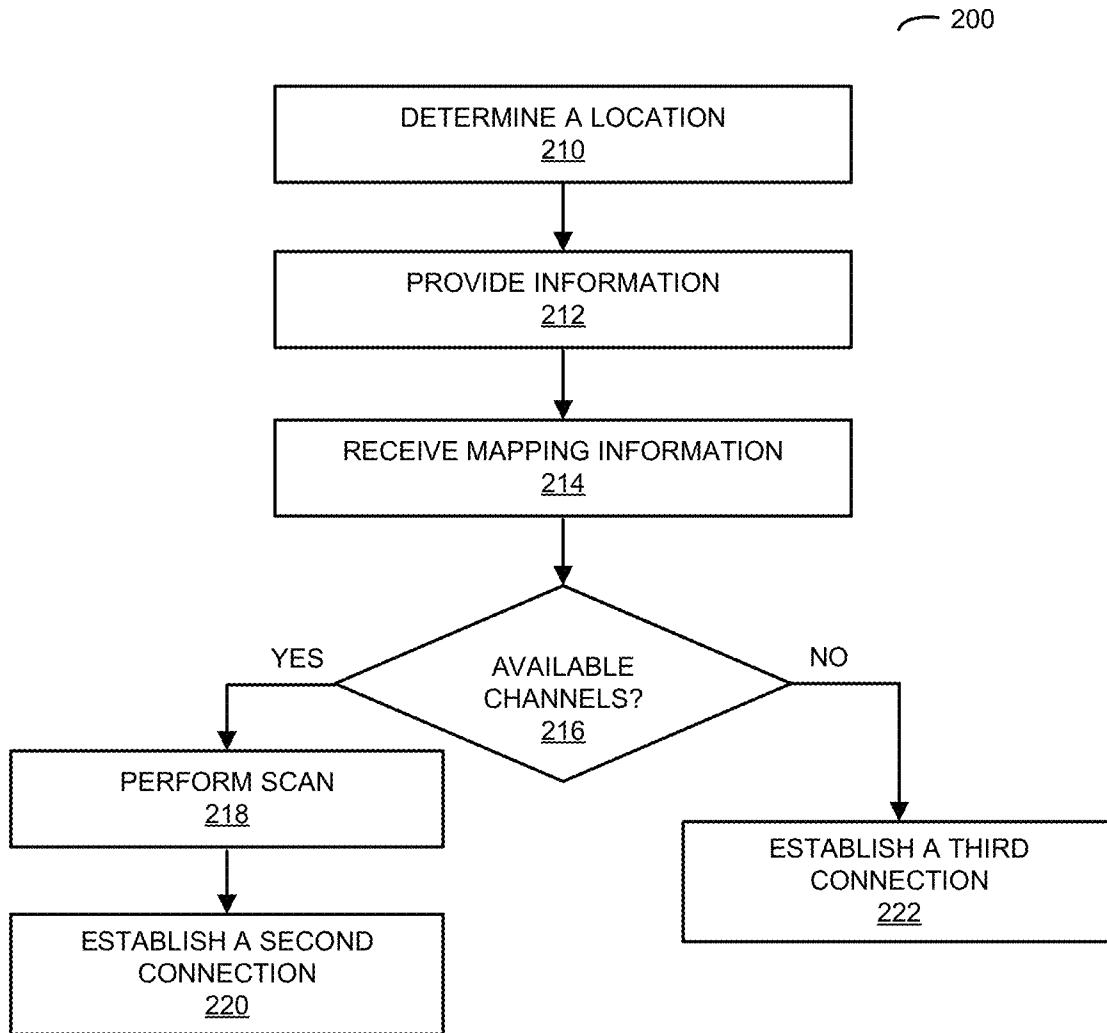 200
DETERMINE A LOCATION
210
PROVIDE INFORMATION
212
RECEIVE MAPPING INFORMATION
214
YES
NO
AVAILABLE
CHANNELS?
216
PERFORM SCAN
218
ESTABLISH A THIRD
CONNECTION
222
ESTABLISH A SECOND
CONNECTION
220